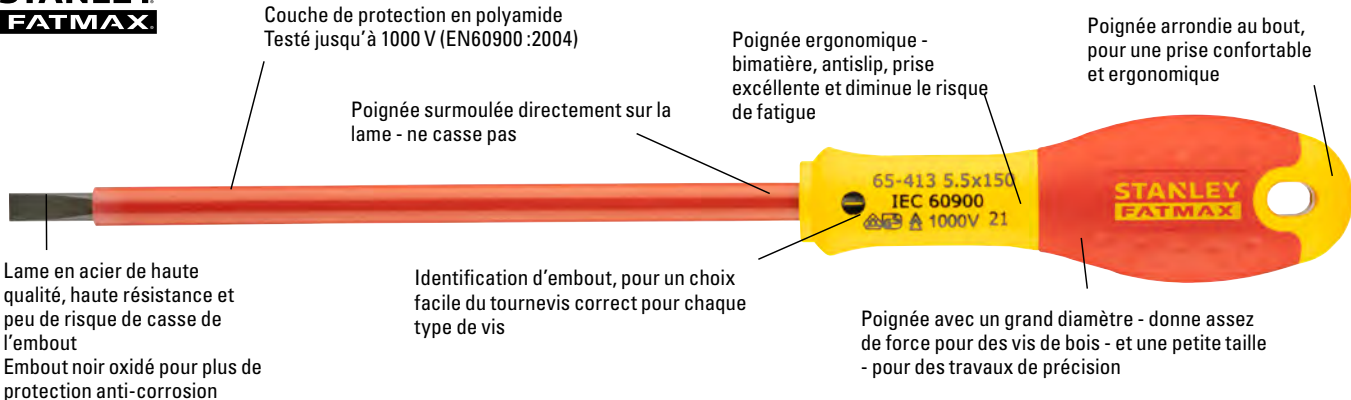 STANLEY
FATMAX
Couche de protection en polyamide
Testé jusqu'à 1000 V (EN60900 :2004)
Poignée surmoulée directement sur la
lame - ne casse pas
Poignée ergonomique -
bimatière, antislip, prise
excéllente et diminue le risque
de fatigue
Poignée arrondie au bout,
pour une prise confortable
et ergonomique
65-413 5.5x150
IEC 60900
1000V 21
STANLEY
FATMAX
Lame en acier de haute
qualité, haute résistance et
peu de risque de casse de
l'embout
Embout noir oxidé pour plus de
protection anti-corrosion
Identification d'embout, pour un choix
facile du tournevis correct pour chaque
type de vis
Poignée avec un grand diamètre - donne assez
de force pour des vis de bois - et une petite taille
- pour des travaux de précision